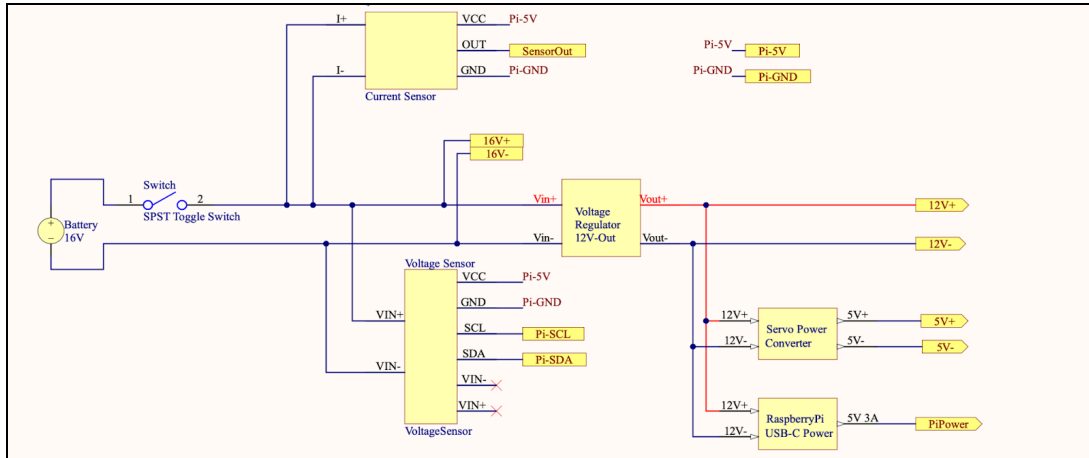 I+
VCC
Pi-5V
OUT
SensorOut
I-
GND
Pi-GND
Current Sensor
Pi-5V
Pi-5V
Pi-GND
Pi-GND
16V+
16V-
Switch
1
2
SPST Toggle Switch
Battery
16V
Vin+
Voltage
Regulator
12V-Out
Vin-
Vout+
Vout-
12V+
12V-
Voltage Sensor
VCC
Pi-5V
GND
Pi-GND
VIN+
SCL
Pi-SCL
SDA
Pi-SDA
VIN-
VIN-
VIN+
VoltageSensor
12V+
12V-
Servo Power
Converter
5V+
5V-
5V+
5V-
12V+
12V-
RaspberryPi
USB-C Power
5V 3A
PiPower